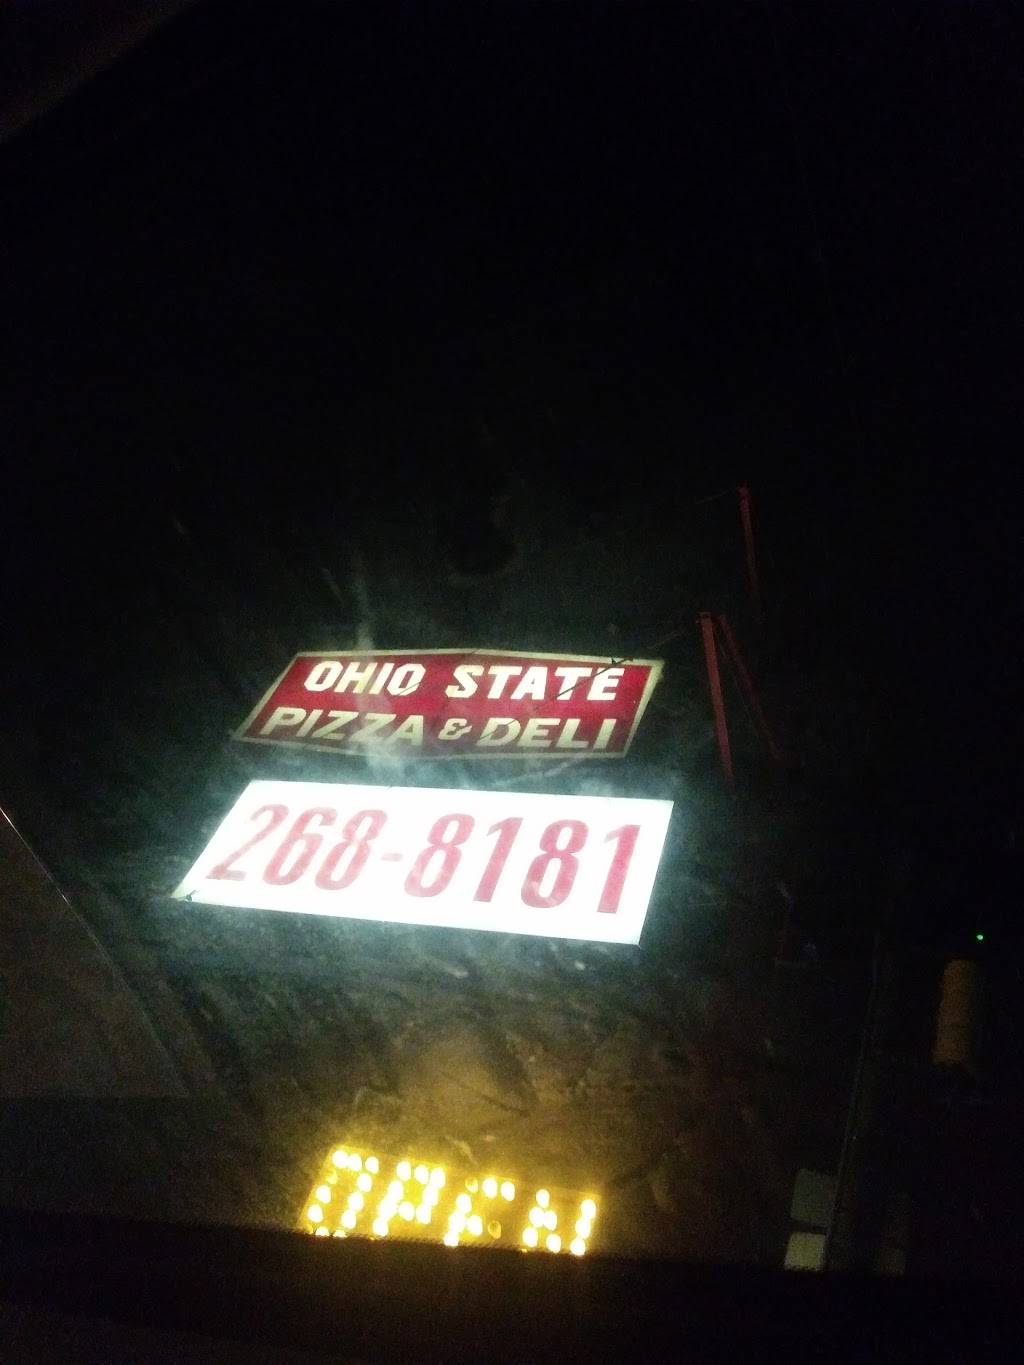 OHIO STATE
PIZZA & DELI
268-8181
OPEN